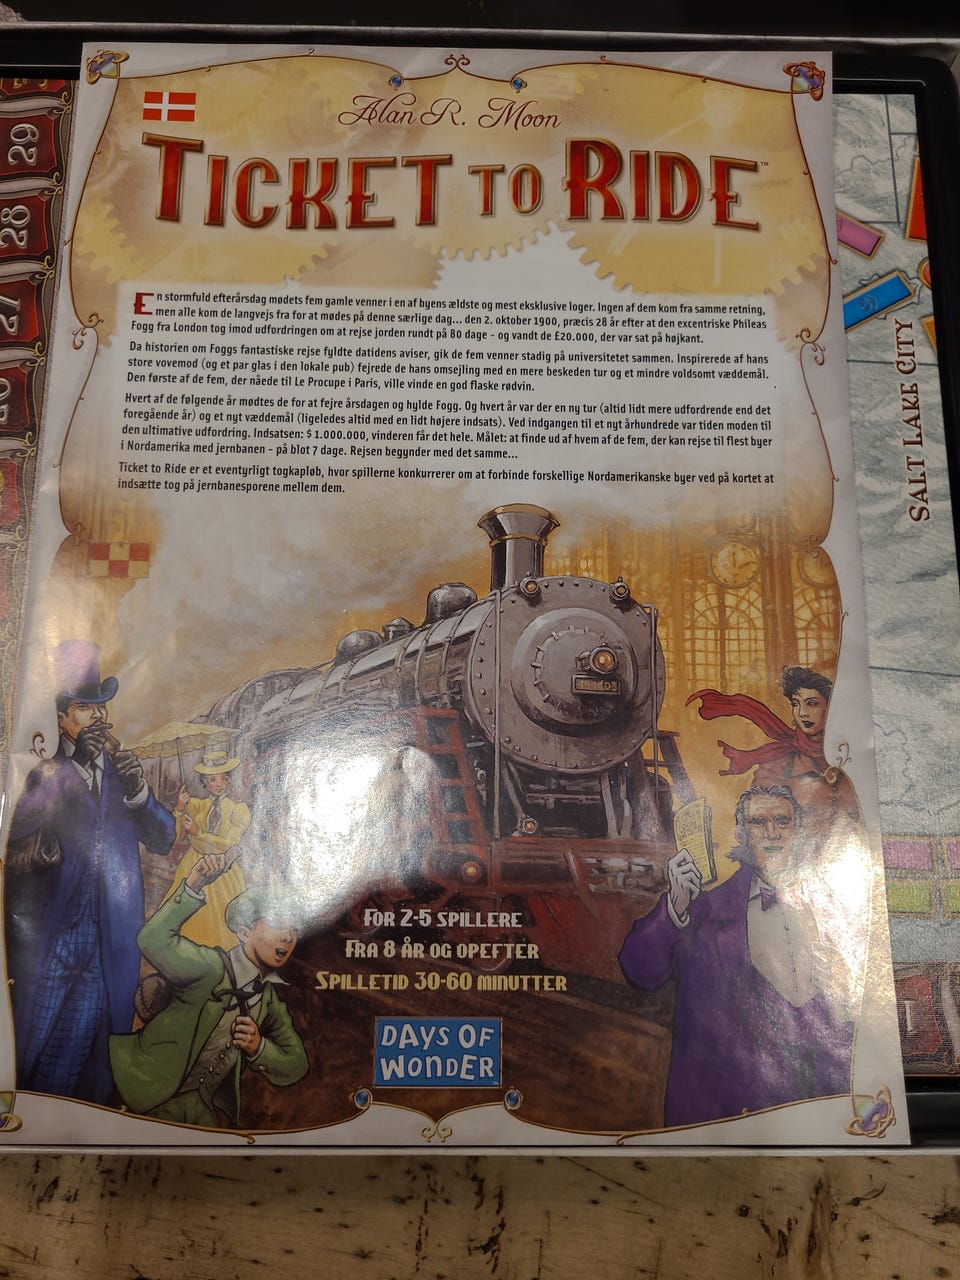 Alan R. Moon
TICKET TO RIDE™
En stormfuld efterårsdag mødets fem gamle venner i en af byens ældste og mest eksklusive loger. Ingen af dem kom fra samme retning,
men alle kom de langvejs fra for at mødes på denne særlige dag... den 2. oktober 1900, præcis 28 år efter at den excentriske Phileas
Fogg fra London tog imod udfordringen om at rejse jorden rundt på 80 dage - og vandt de £20.000, der var sat på højkant.
Da historien om Foggs fantastiske rejse fyldte datidens aviser, gik de fem venner stadig på universitetet sammen. Inspirerede af hans
store vovemod (og et par glas i den lokale pub) fejrede de hans omsejling med en mere beskeden tur og et mindre voldsomt væddemål.
Den første af de fem, der nåede til Le Procupe i Paris, ville vinde en god flaske rødvin.
Hvert af de følgende år mødtes de for at fejre årsdagen og hylde Fogg. Og hvert år var der en ny tur (altid lidt mere udfordrende end det
foregående år) og et nyt væddemål (ligeledes altid med en lidt højere indsats). Ved indgangen til et nyt århundrede var tiden moden til
den ultimative udfordring. Indsatsen: $ 1.000.000, vinderen får det hele. Målet: at finde ud af hvem af de fem, der kan rejse til flest byer
i Nordamerika med jernbanen - på blot 7 dage. Rejsen begynder med det samme...
Ticket to Ride er et eventyrligt togkapløb, hvor spillerne konkurrerer om at forbinde forskellige Nordamerikanske byer ved på kortet at
indsætte tog på jernbanesporene mellem dem.
FOR 2-5 SPILLERE
FRA 8 ÅR OG OPEFTER
SPILLETID 30-60 MINUTTER
DAYS OF
WONDER
29
28
27
SALT LAKE CITY
1